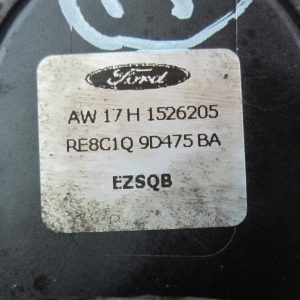 Ford
AW 17 H 1526205
RE8C1Q 9D475 BA
EZSQB